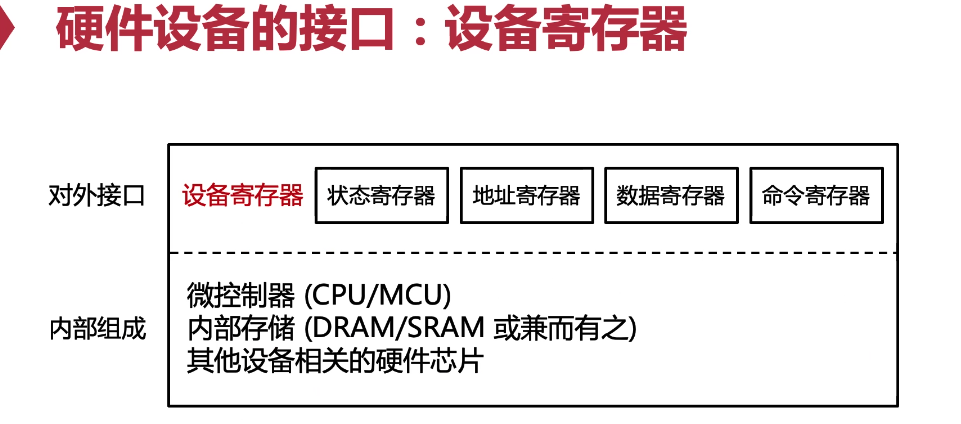 硬件设备的接口：设备寄存器
对外接口 设备寄存器 状态寄存器 地址寄存器 数据寄存器 命令寄存器
内部组成
微控制器 (CPU/MCU)
内部存储 (DRAM/SRAM 或兼而有之)
其他设备相关的硬件芯片